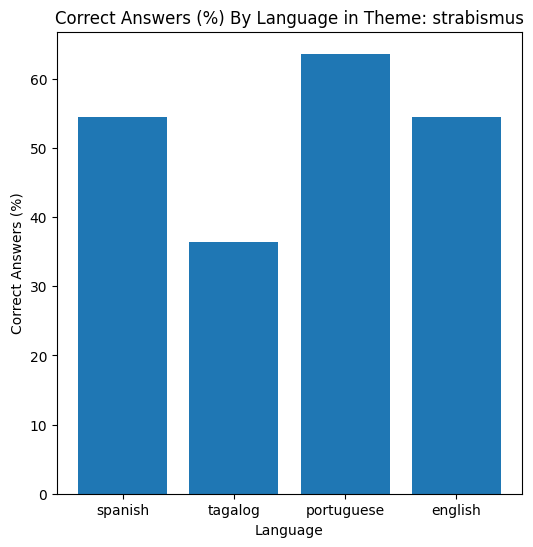 Correct Answers (%) By Language in Theme: strabismus
Correct Answers (%)
60
50
40
30
20
10
0
spanish tagalog portuguese english
Language